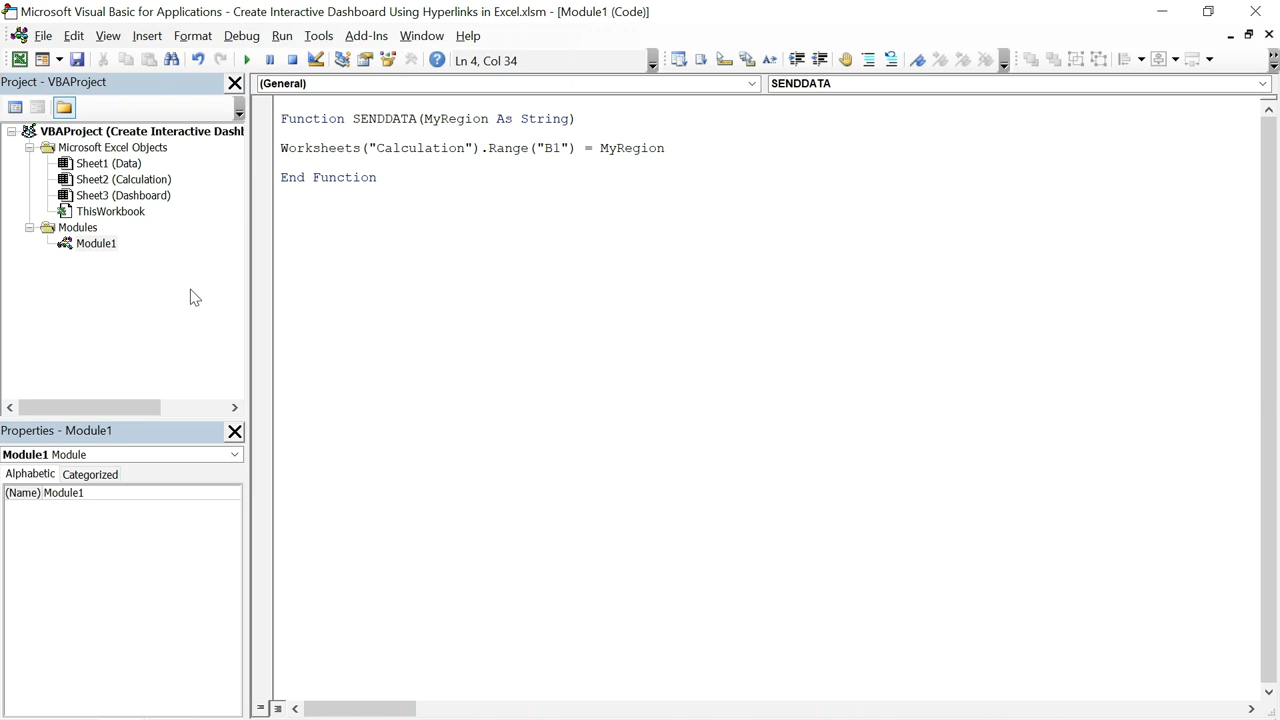 Microsoft Visual Basic for Applications - Create Interactive Dashboard Using Hyperlinks in Excel.xlsm - [Module1 (Code)]
File Edit View Insert Format Debug Run Tools Add-Ins Window Help
Ln 4, Col 34
Project - VBAProject
(General)
SENDDATA
VBAProject (Create Interactive Dashl
Microsoft Excel Objects
Sheet1 (Data)
Sheet2 (Calculation)
Sheet3 (Dashboard)
ThisWorkbook
Modules
Module1
Function SENDDATA(MyRegion As String)
Worksheets("Calculation").Range("B1") = MyRegion
End Function
Properties - Module1
Module1 Module
Alphabetic Categorized
(Name) Module1